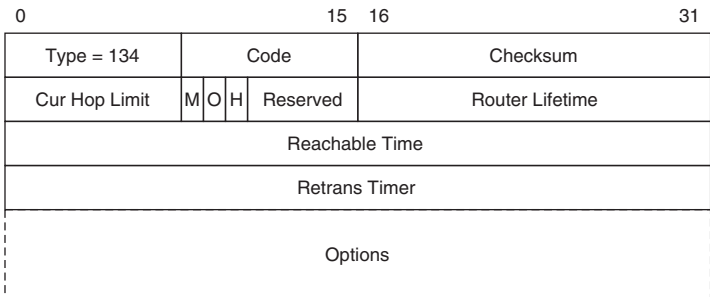 0 15 16 31
Type = 134 Code Checksum
Cur Hop Limit M O H Reserved Router Lifetime
Reachable Time
Retrans Timer
Options